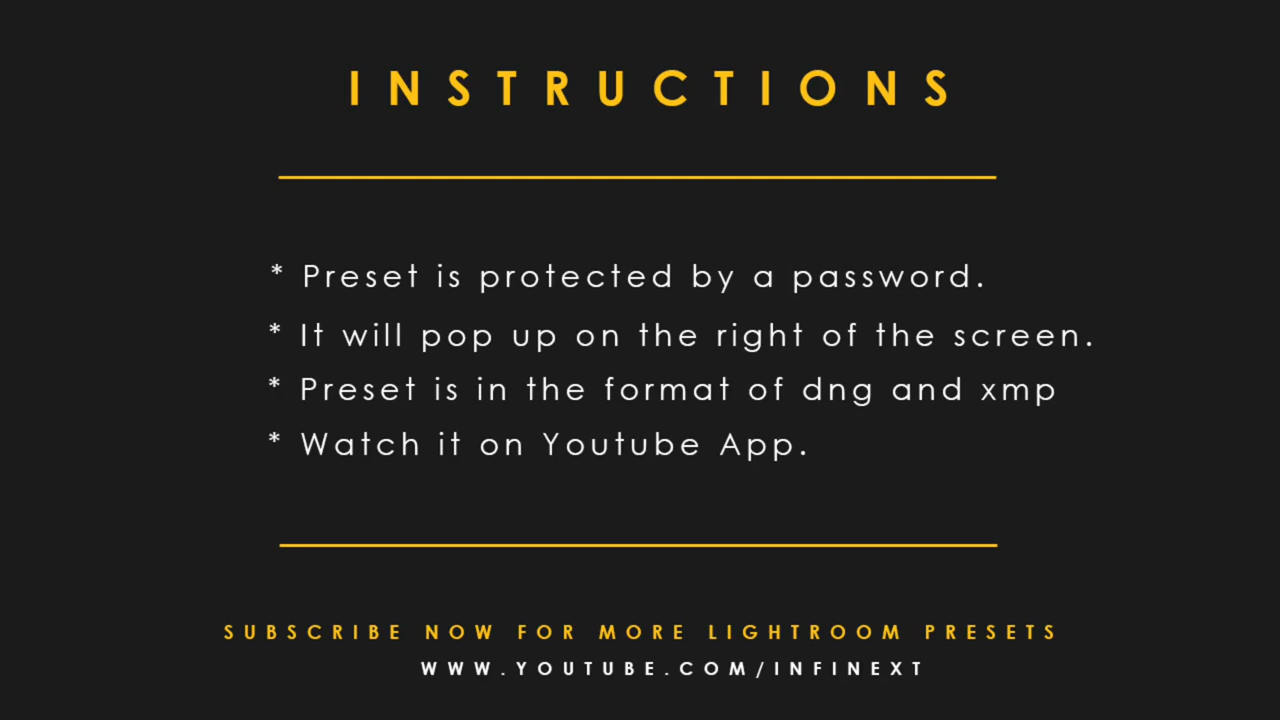 INSTRUCTIONS
* Preset is protected by a password.
* It will pop up on the right of the screen.
* Preset is in the format of dng and xmp
* Watch it on Youtube App.
SUBSCRIBE NOW FOR MORE LIGHTROOM PRESETS
WWW.YOUTUBE.COM/INFINEXT